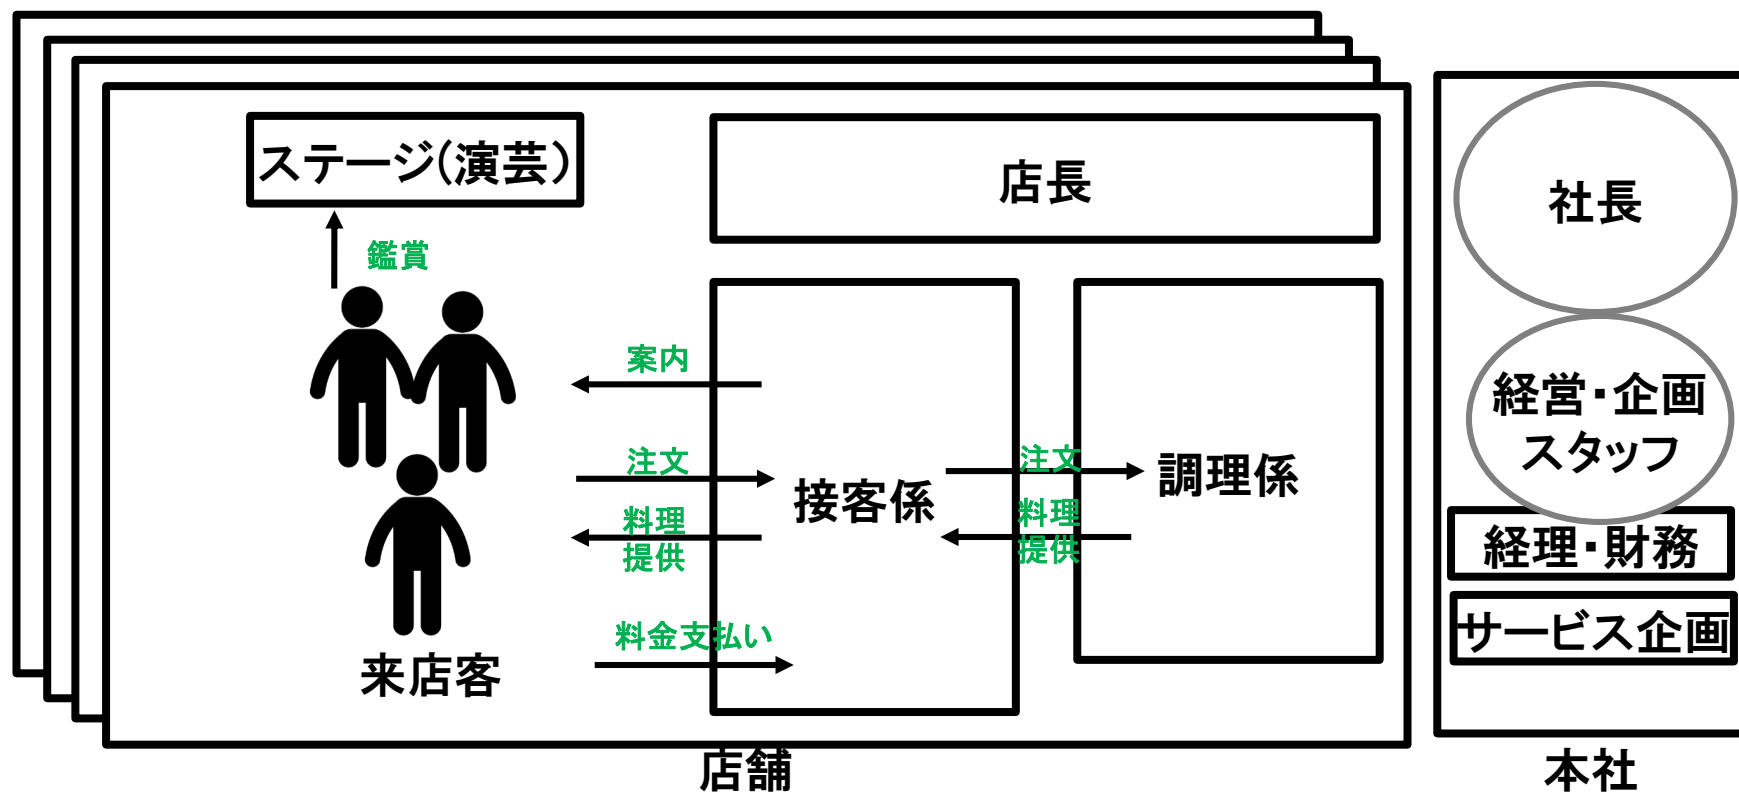 ステージ(演芸)
店長
社長
鑑賞
案内
注文
料理
提供
料金支払い
接客係
注文
料理
提供
調理係
来店客
経営・企画
スタッフ
経理・財務
サービス企画
店舗
本社